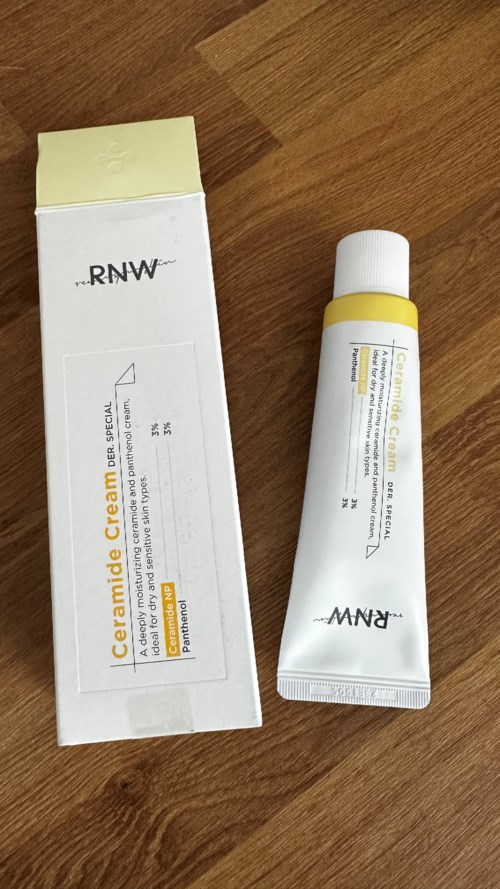 RNW
Ceramide Cream DER. SPECIAL
A deeply moisturizing ceramide and panthenol cream,
ideal for dry and sensitive skin types.
Ceramide NP 3%
Panthenol 3%
Ceramide Cream DER. SPECIAL
A deeply moisturizing ceramide and panthenol cream,
ideal for dry and sensitive skin types.
Ceramide NP 3%
Panthenol 3%
RNW